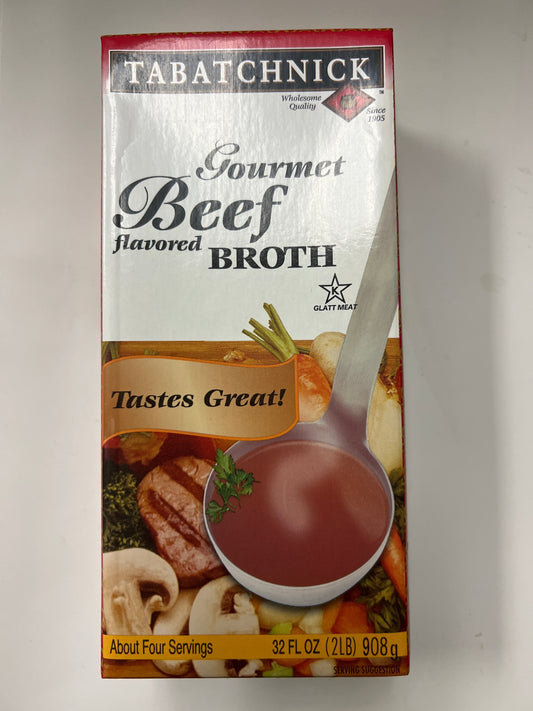 TABATCHNICK
™
Wholesome
Quality
Since
1905
Gourmet
Beef
flavored BROTH
K
GLATT MEAT
Tastes Great!
About Four Servings 32 FL OZ (2LB) 908g
SERVING SUGGESTION